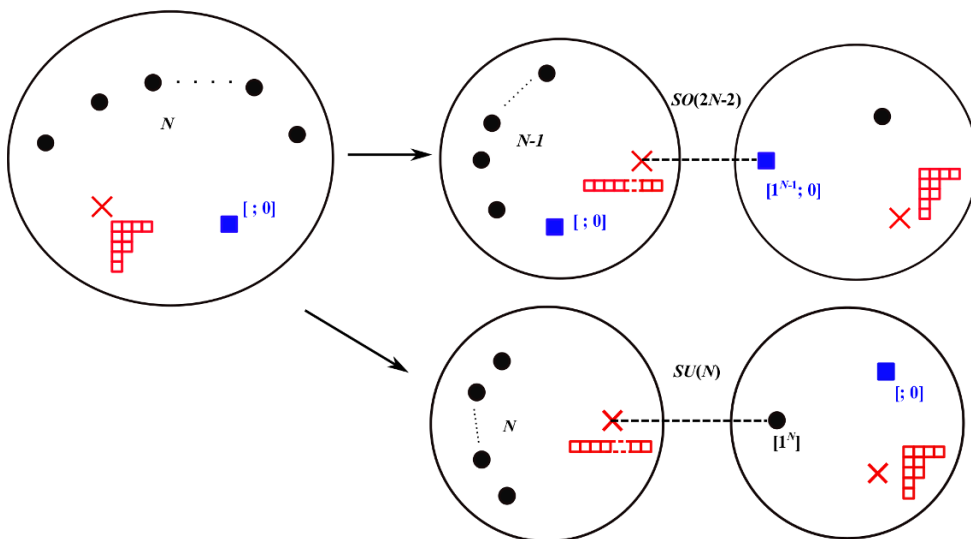 N
[ ; 0]
N-1
[ ; 0]
SO(2N-2)
[1^{N-1}; 0]
N
SU(N)
[1^N]
[; 0]